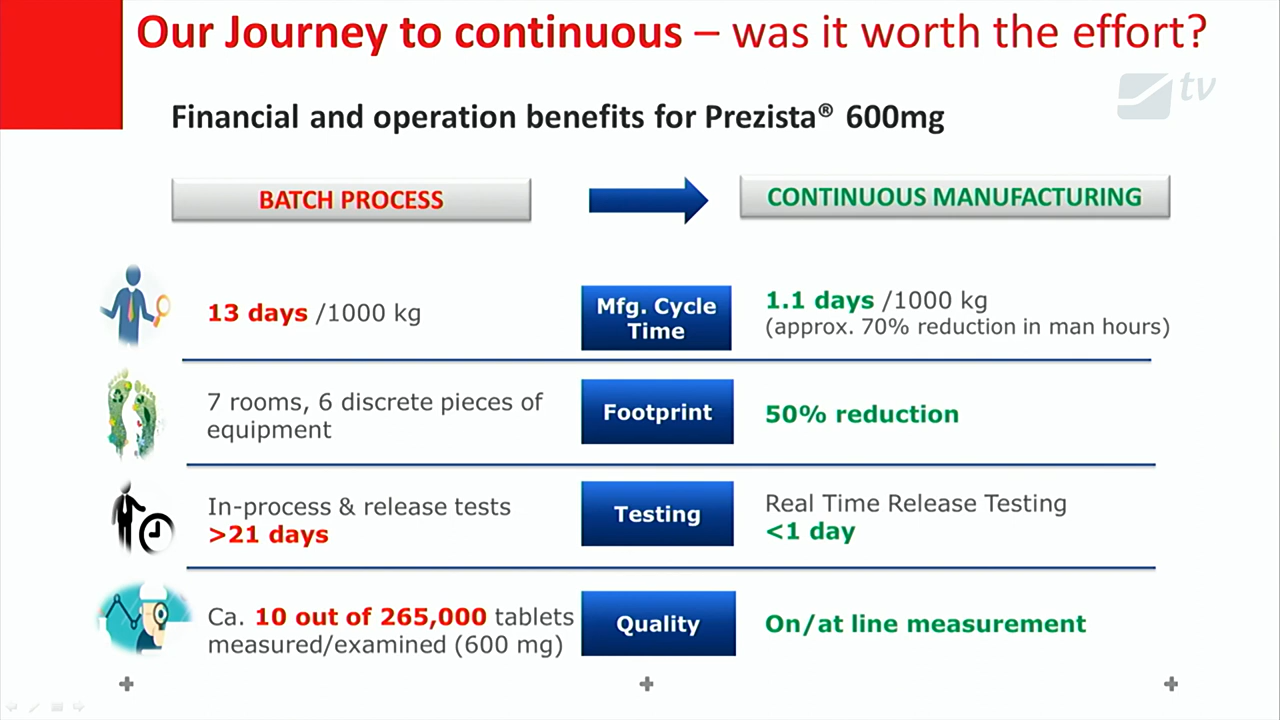 Our Journey to continuous – was it worth the effort?
tv
Financial and operation benefits for Prezista® 600mg
BATCH PROCESS
CONTINUOUS MANUFACTURING
13 days /1000 kg
Mfg. Cycle
Time
1.1 days /1000 kg
(approx. 70% reduction in man hours)
7 rooms, 6 discrete pieces of
equipment
Footprint
50% reduction
In-process & release tests
>21 days
Testing
Real Time Release Testing
<1 day
Ca. 10 out of 265,000 tablets
measured/examined (600 mg)
Quality
On/at line measurement